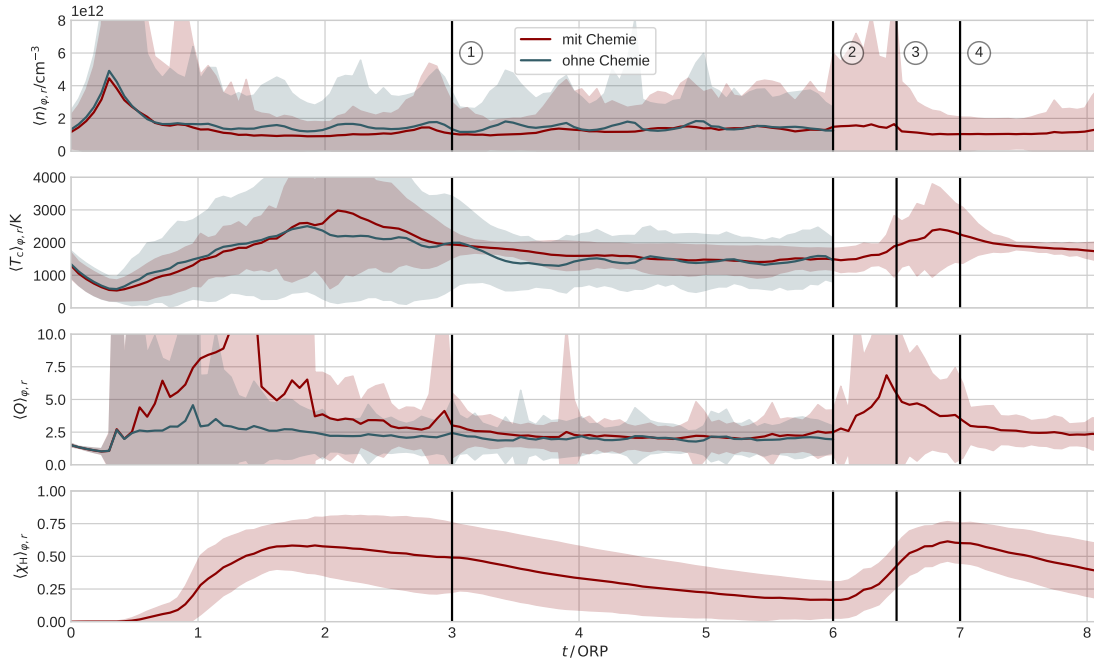 1e12
8
6
4
2
0
⟨n⟩φ,r/cm⁻³
mit Chemie
ohne Chemie
1
2
3
4
4000
3000
2000
1000
0
⟨Tc⟩φ,r/K
10.0
7.5
5.0
2.5
0.0
⟨Q⟩φ,r
1.00
0.75
0.50
0.25
0.00
⟨χH⟩φ,r
0 1 2 3 4 5 6 7 8
t / ORP